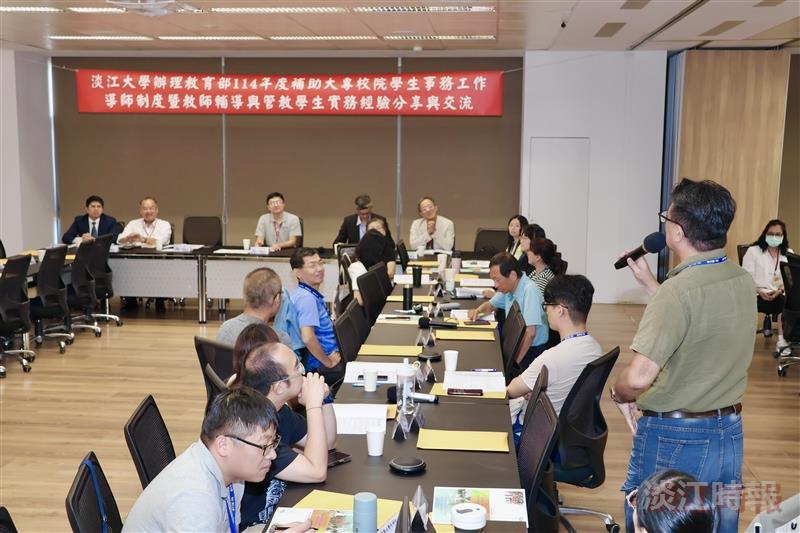 淡江大學辦理教育部114年度補助大專校院學生事務工作
導師制度暨教師輔導與管教學生實務經驗分享與交流
淡江時報